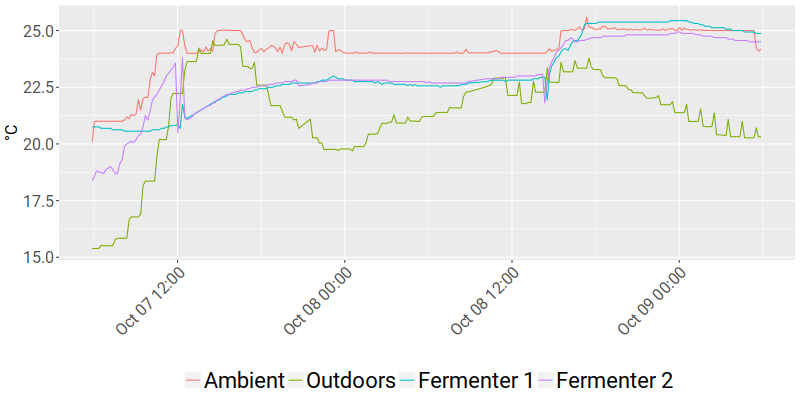 °C
25.0
22.5
20.0
17.5
15.0
Oct 07 12:00
Oct 08 00:00
Oct 08 12:00
Oct 09 00:00
Ambient Outdoors Fermenter 1 Fermenter 2